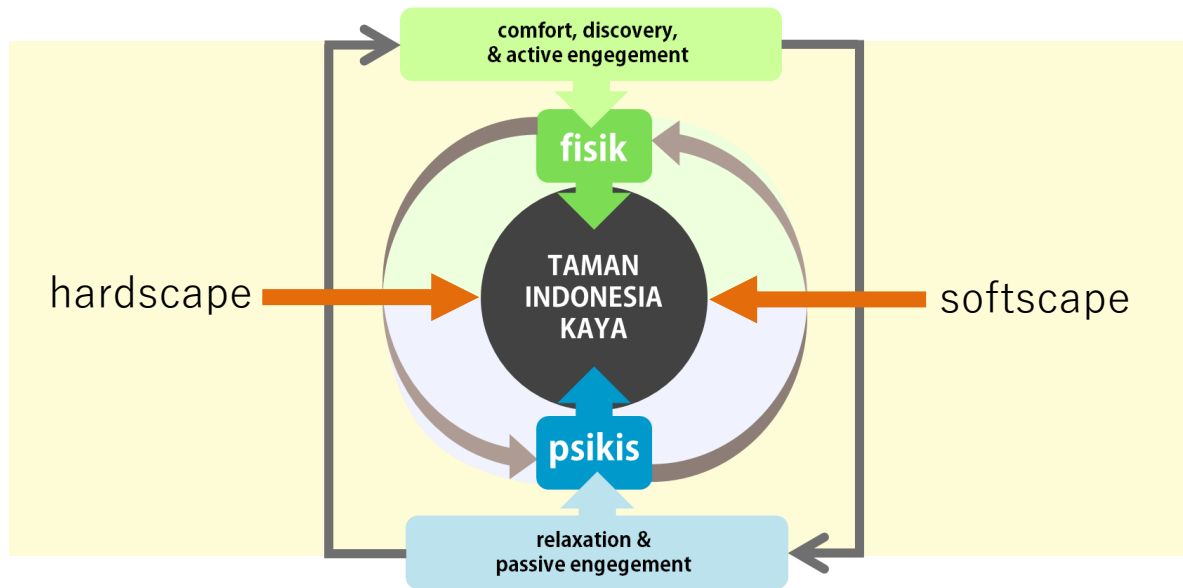 comfort, discovery,
& active engegement
fisik
hardscape
TAMAN
INDONESIA
KAYA
softscape
psikis
relaxation &
passive engegement